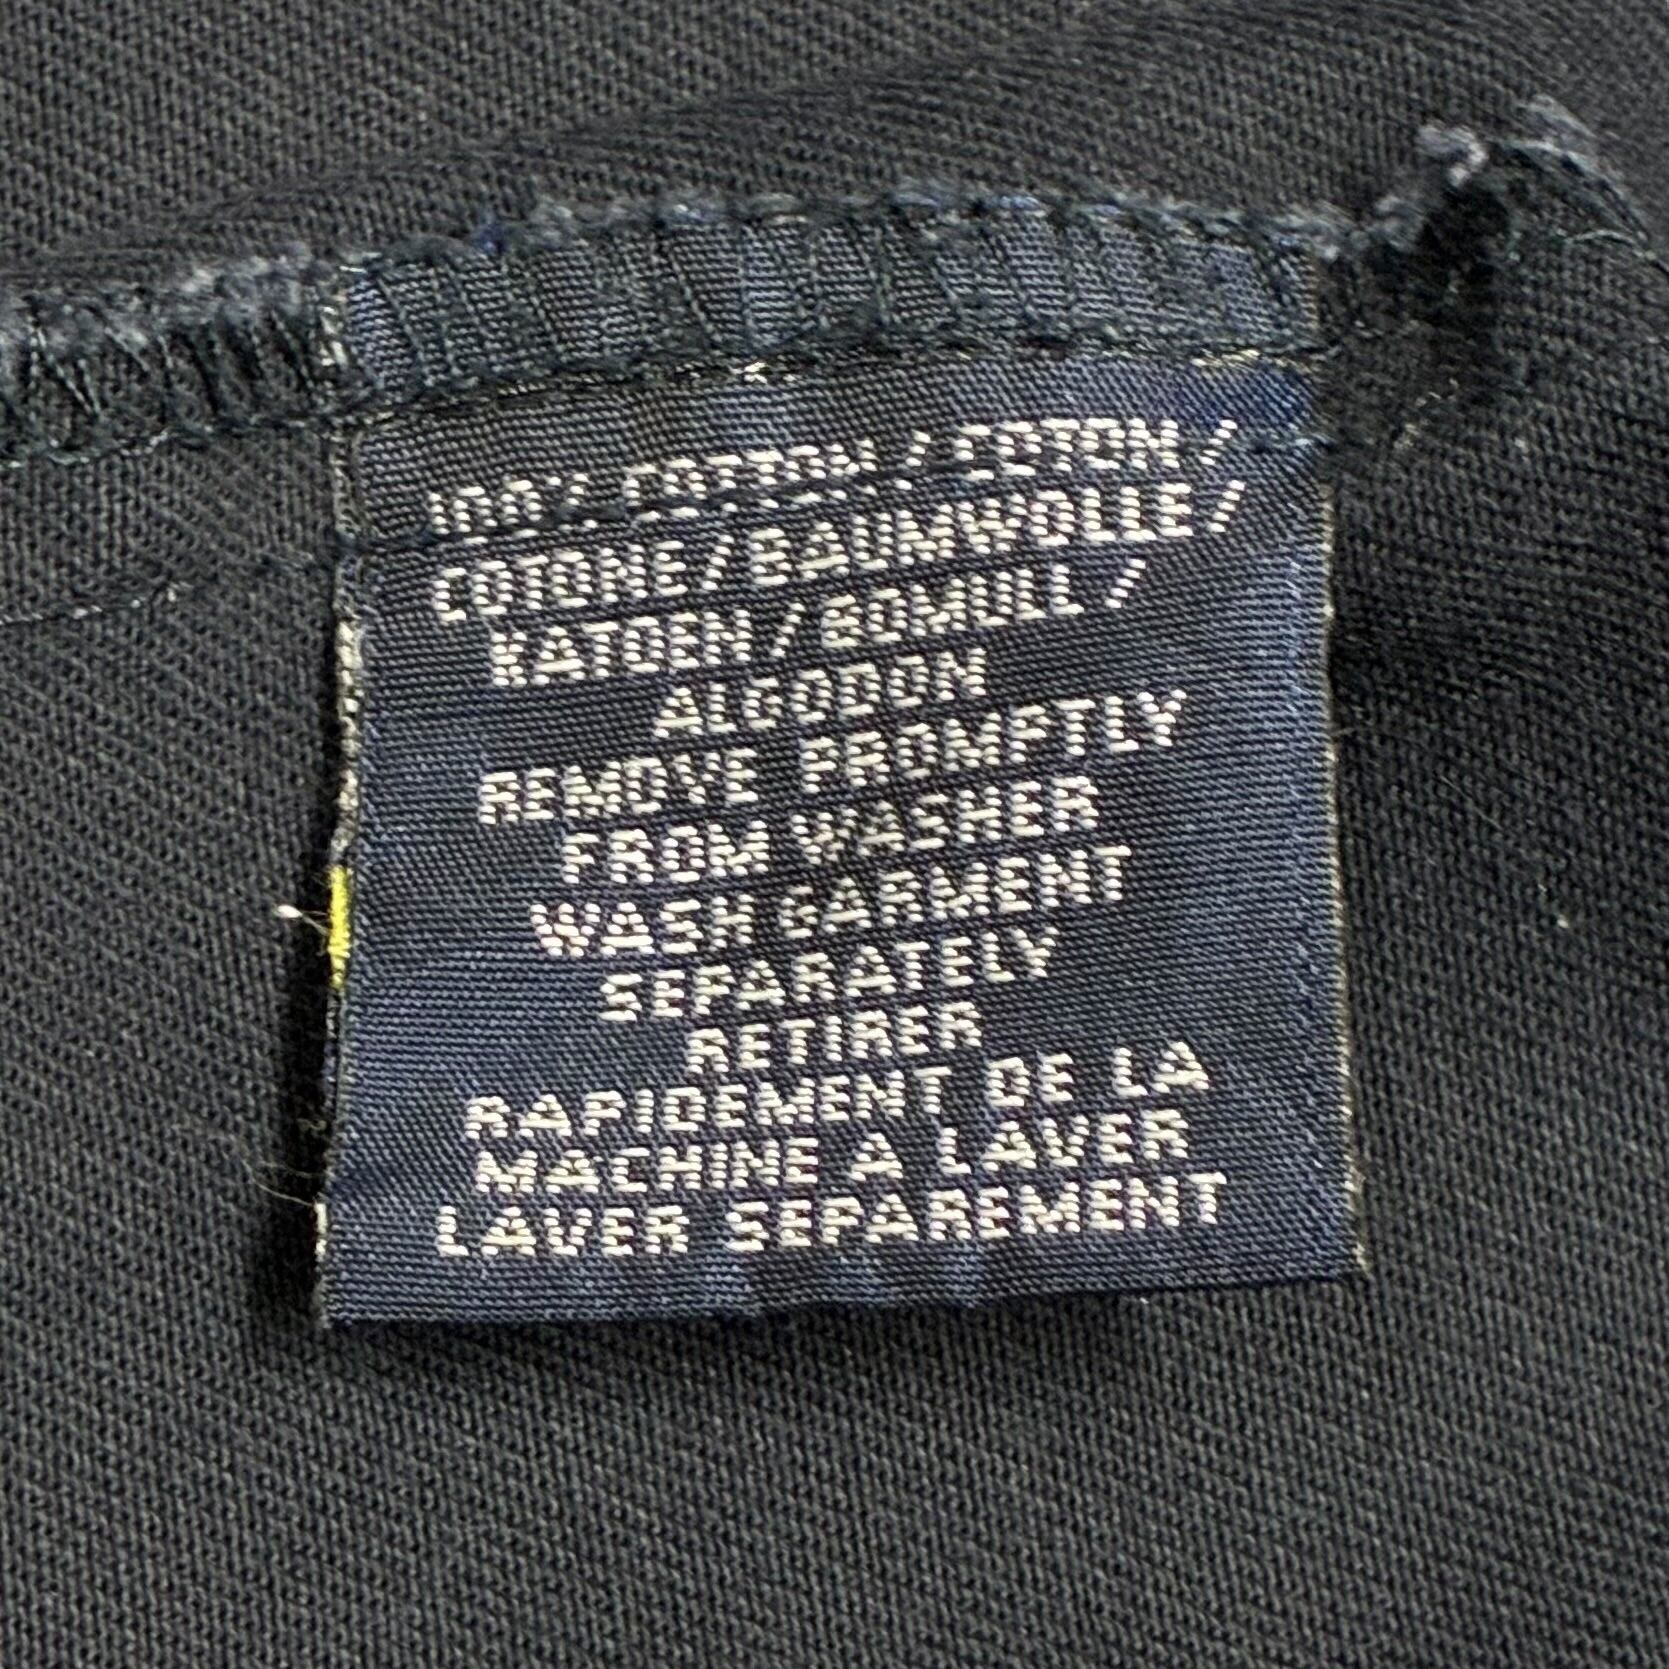 100% COTTON / COTON /
COTONE / BAUMWOLLE /
KATOEN / BOMULL /
ALGODON
REMOVE PROMPTLY
FROM WASHER
WASH GARMENT
SEPARATELY
RETIRER
RAPIDEMENT DE LA
MACHINE A LAVER
LAVER SEPAREMENT